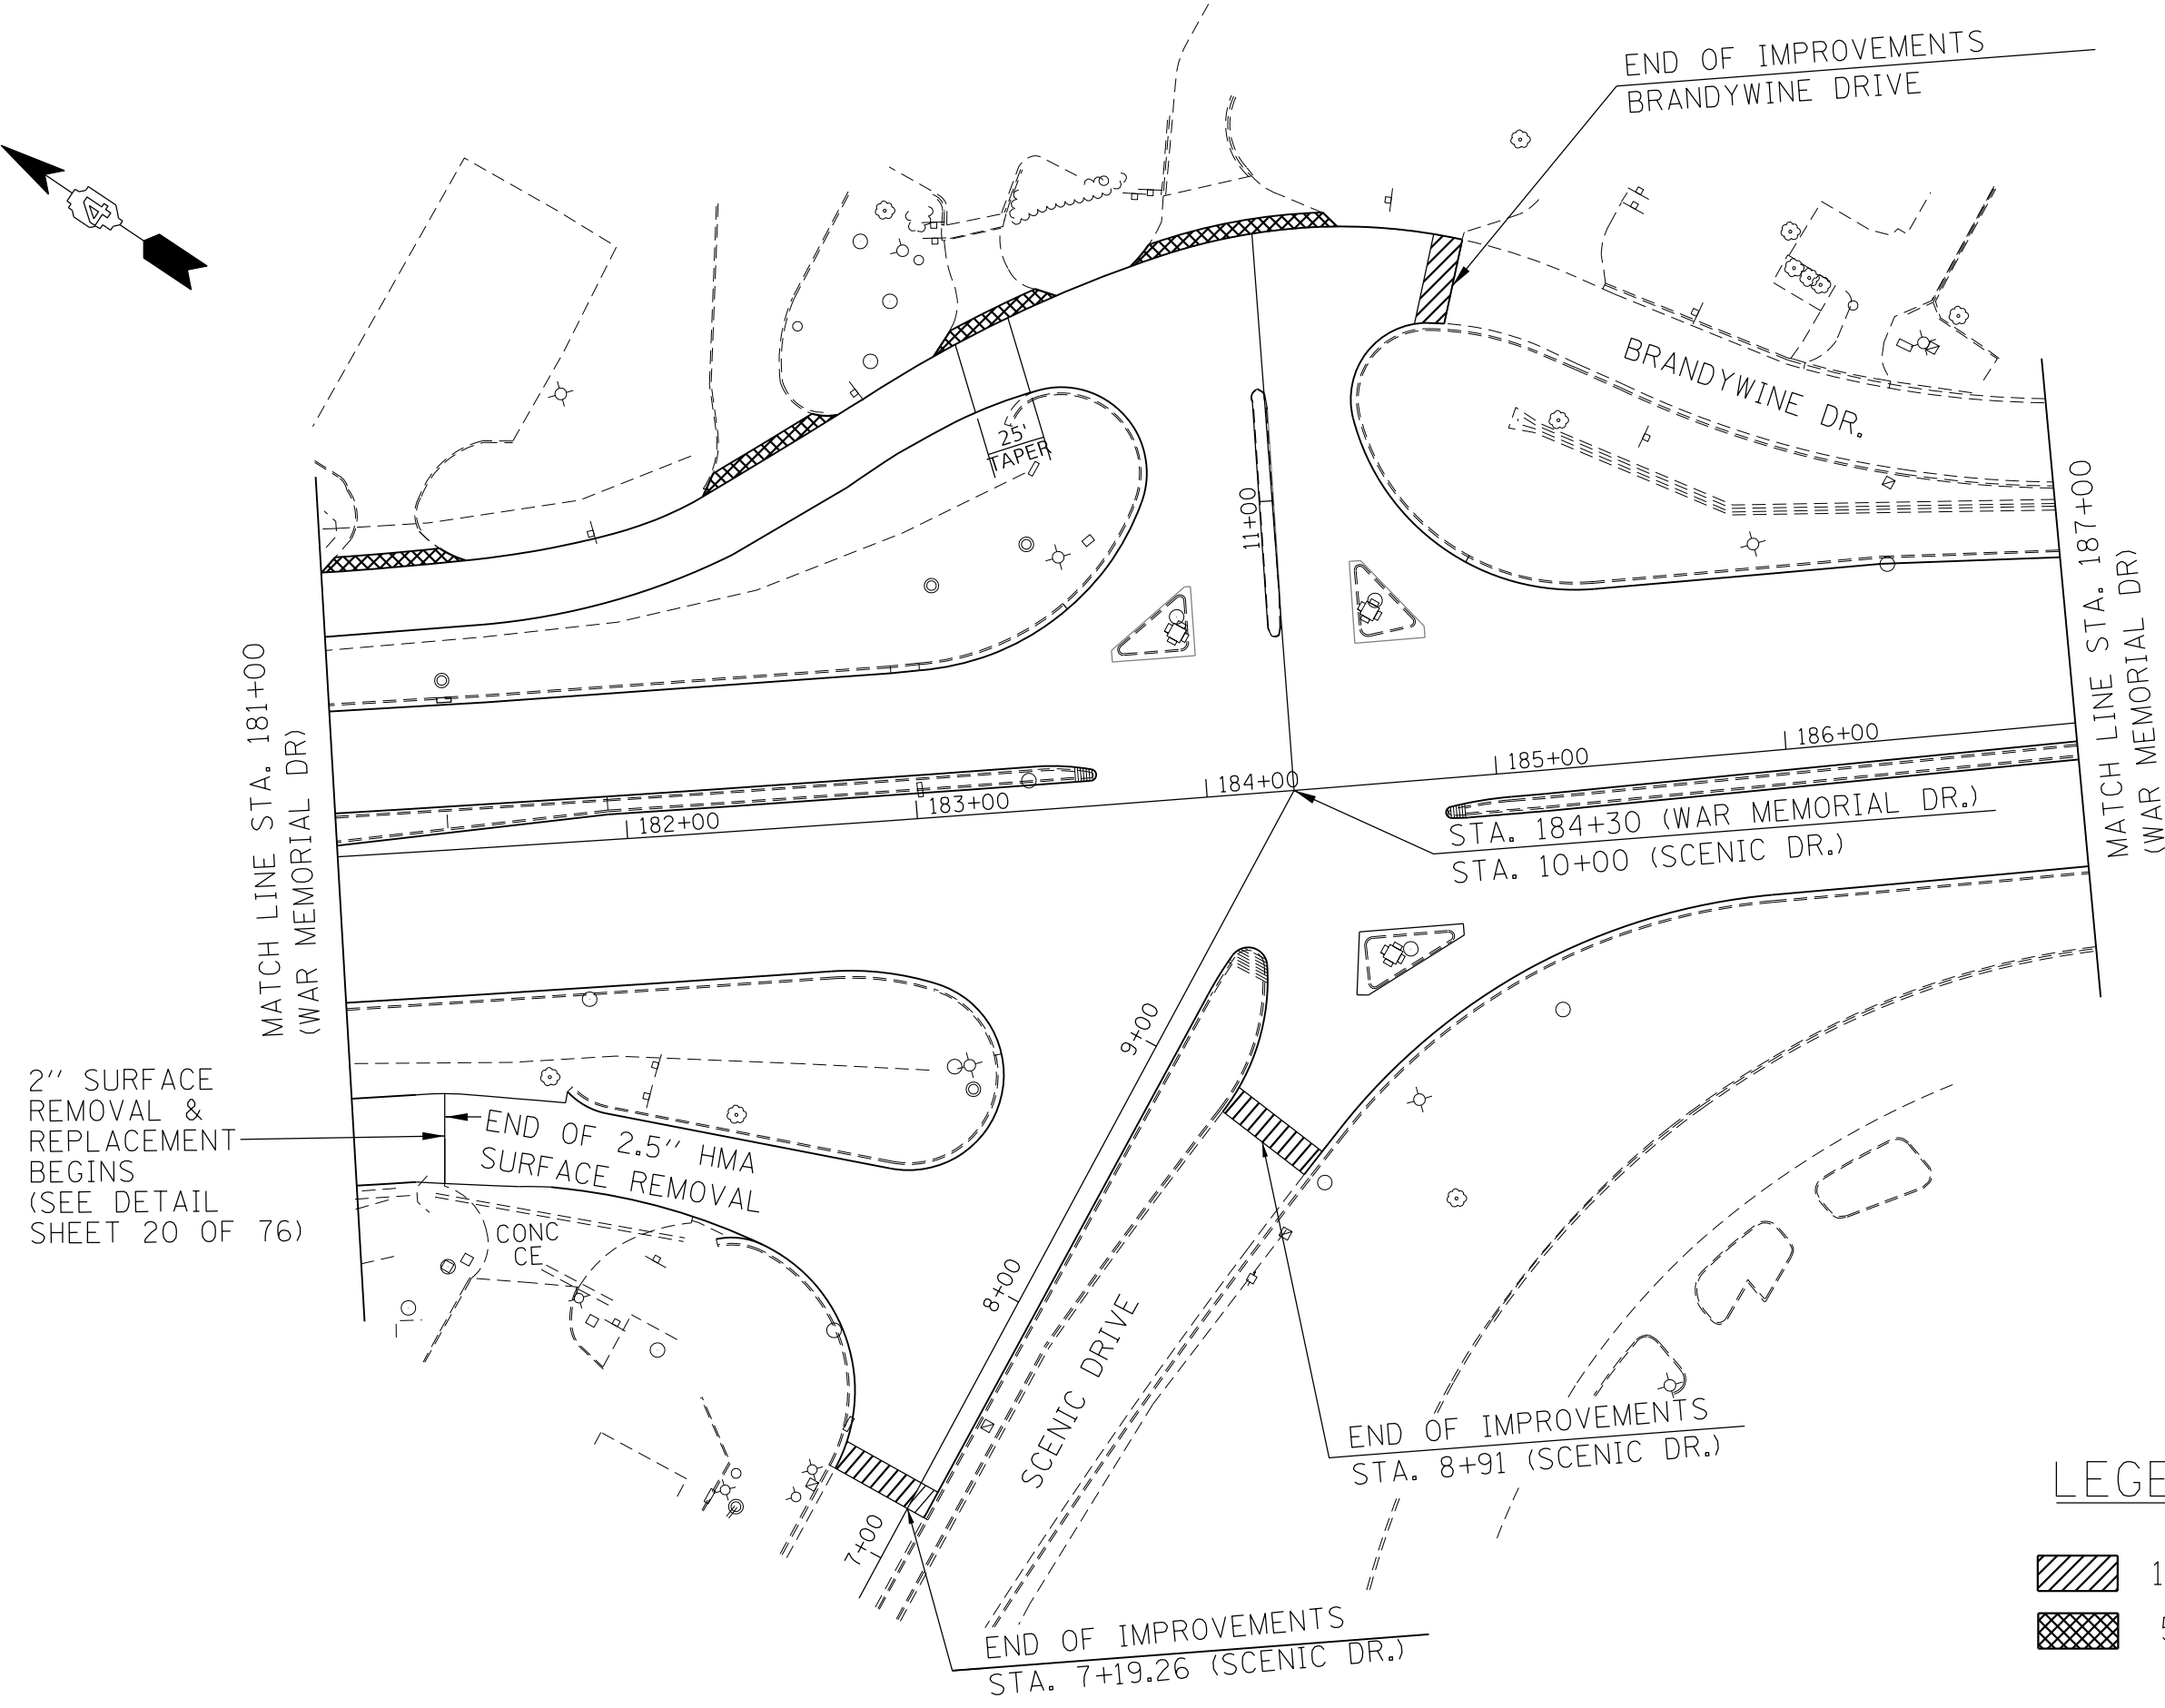 END OF IMPROVEMENTS
BRANDYWINE DRIVE
4
BRANDYWINE DR.
25'
TAPER
11+00
MATCH LINE STA. 181+00
(WAR MEMORIAL DR)
MATCH LINE STA. 187+00
(WAR MEMORIAL DR)
182+00
183+00
184+00
185+00
186+00
STA. 184+30 (WAR MEMORIAL DR.)
STA. 10+00 (SCENIC DR.)
9+00
8+00
7+00
2'' SURFACE
REMOVAL &
REPLACEMENT
BEGINS
(SEE DETAIL
SHEET 20 OF 76)
END OF 2.5'' HMA
SURFACE REMOVAL
CONC
CE
SCENIC DRIVE
END OF IMPROVEMENTS
STA. 8+91 (SCENIC DR.)
END OF IMPROVEMENTS
STA. 7+19.26 (SCENIC DR.)
LEGE
1
5